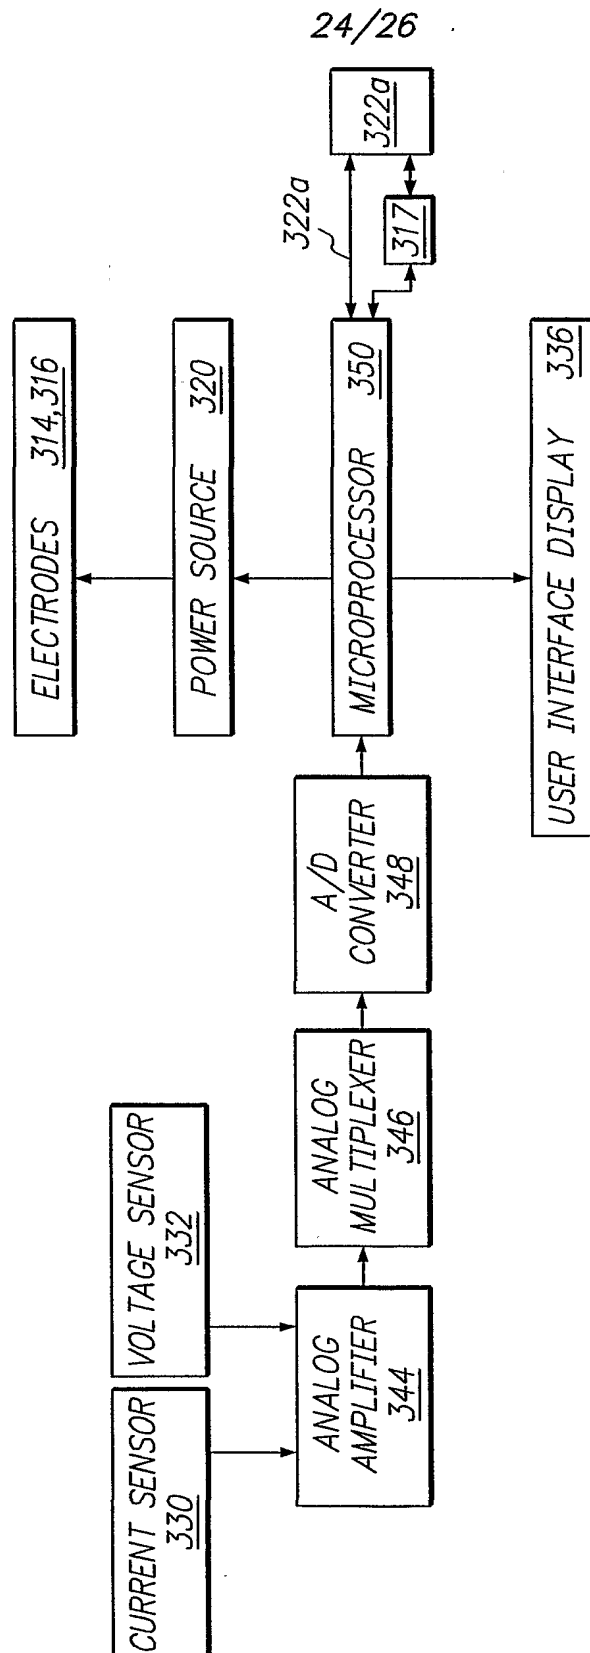 24/26
ELECTRODES 314,316
POWER SOURCE 320
MICROPROCESSOR 350
322a
322a
317
USER INTERFACE DISPLAY 336
A/D
CONVERTER
348
ANALOG
MULTIPLEXER
346
ANALOG
AMPLIFIER
344
VOLTAGE SENSOR
332
CURRENT SENSOR
330